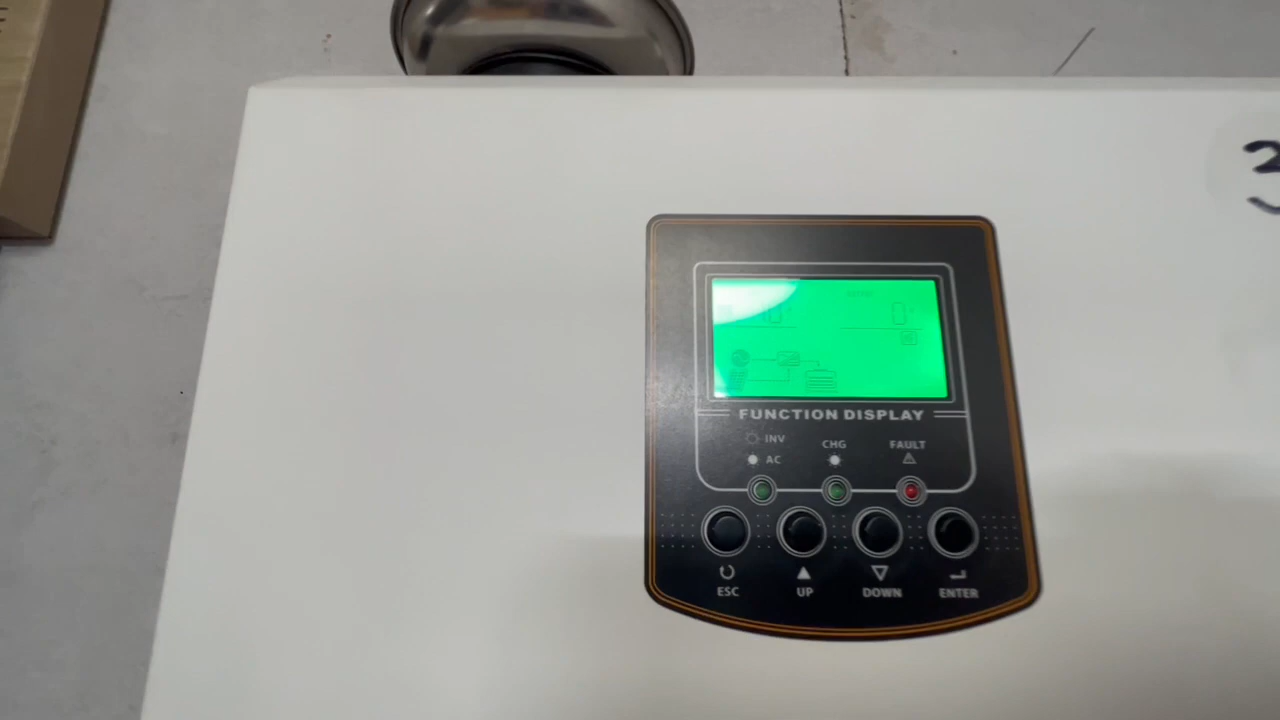 FUNCTION DISPLAY
INV
CHG
FAULT
AC
ESC
UP
DOWN
ENTER